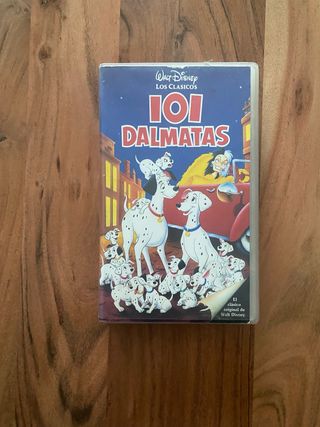 Walt Disney
LOS CLASICOS
101
DALMATAS
El
clásico
original de
Walt Disney